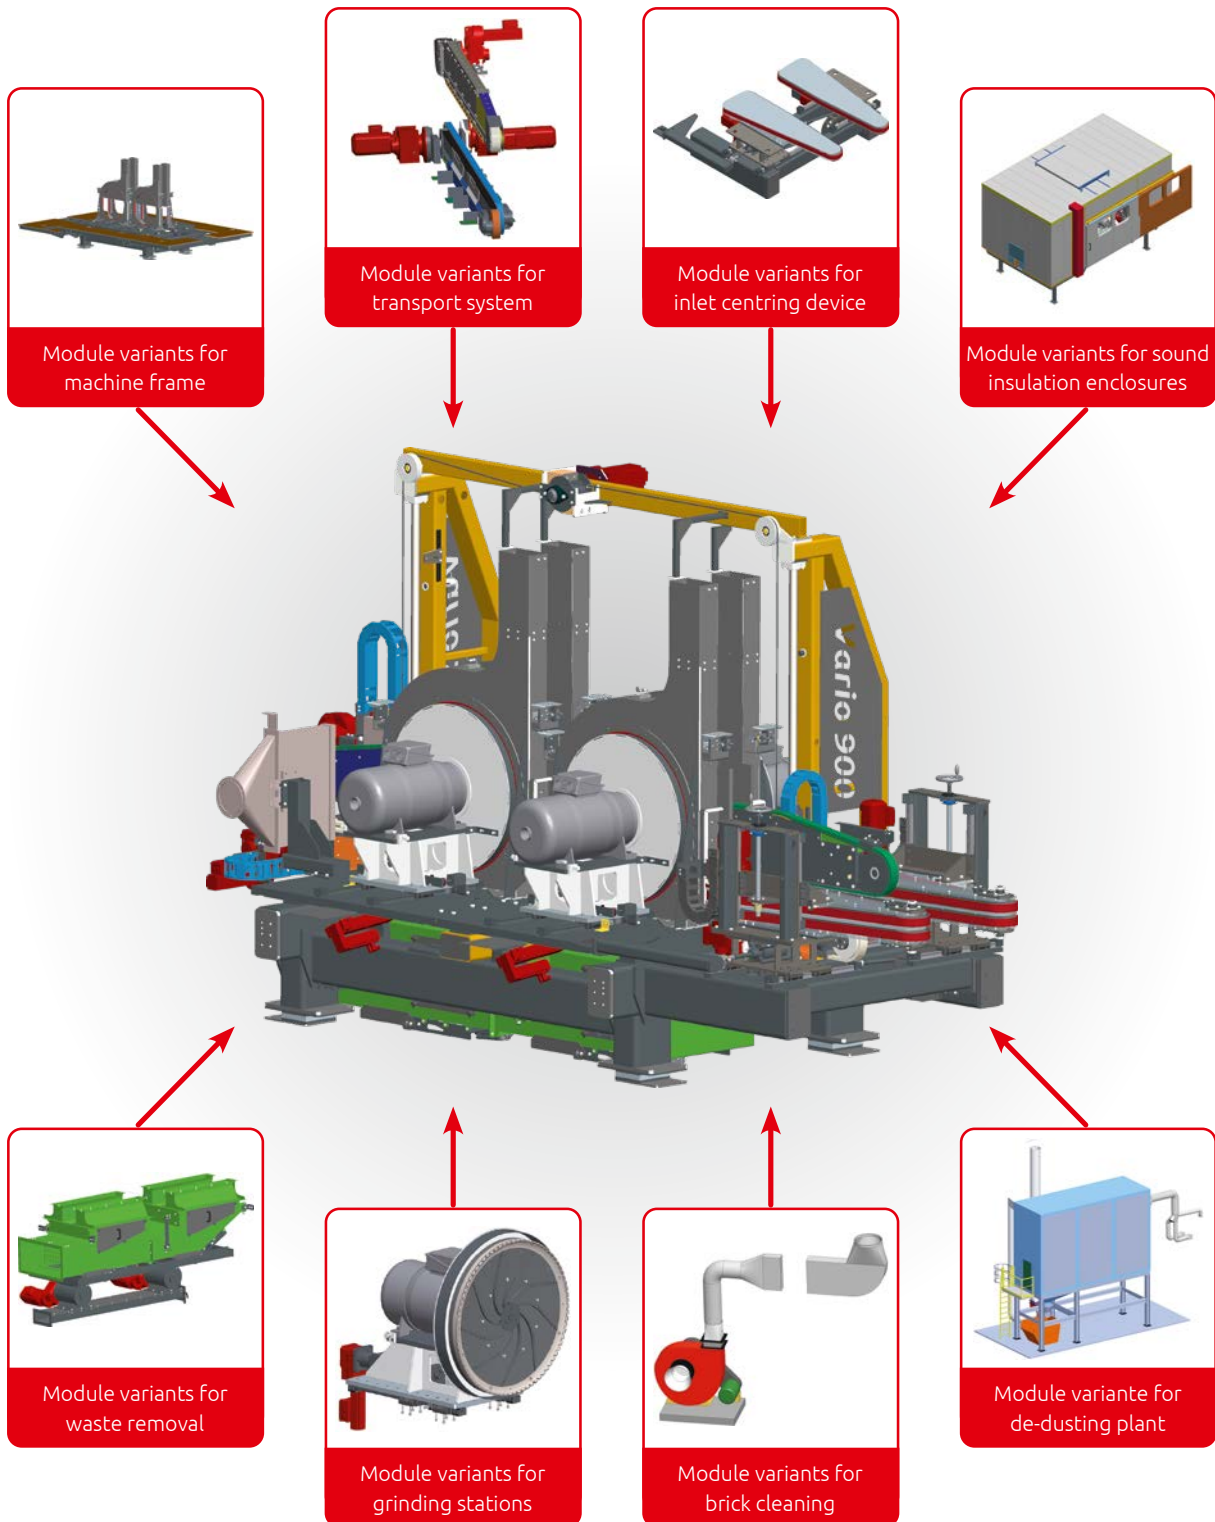 Module variants for
transport system
Module variants for
inlet centring device
Module variants for
machine frame
Module variants for sound
insulation enclosures
Vario 900
Module variants for
waste removal
Module variante for
de-dusting plant
Module variants for
grinding stations
Module variants for
brick cleaning